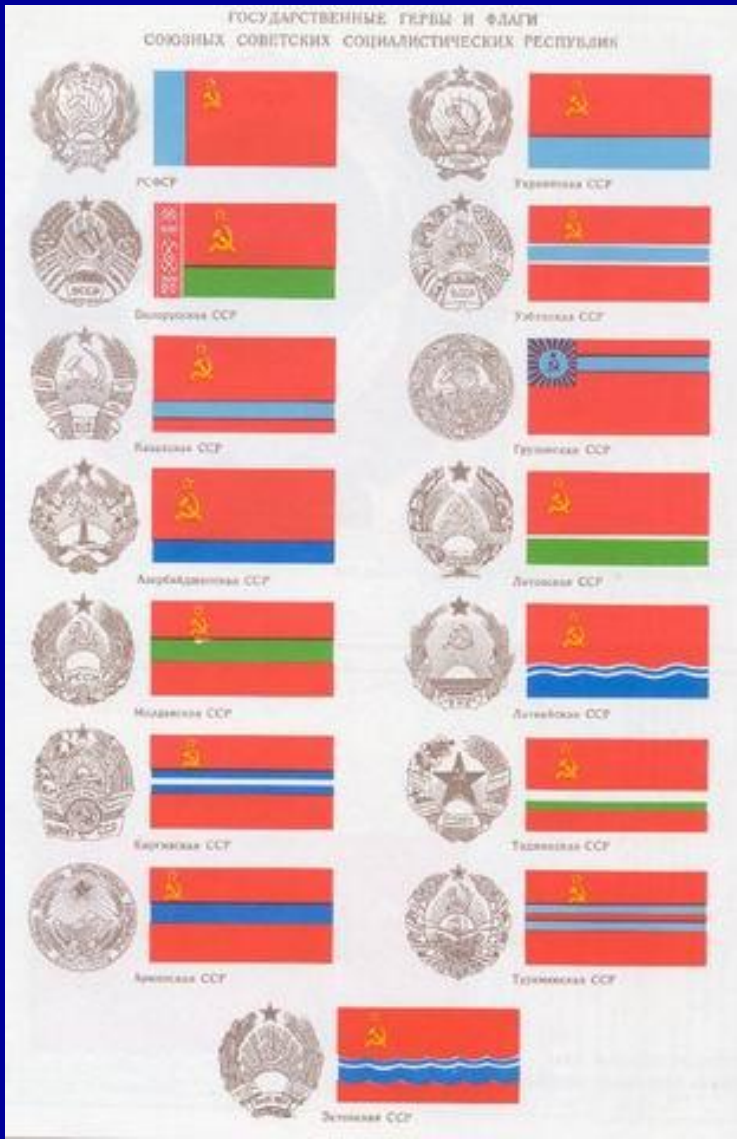 ГОСУДАРСТВЕННЫЕ ГЕРБЫ И ФЛАГИ
СОЮЗНЫХ СОВЕТСКИХ СОЦИАЛИСТИЧЕСКИХ РЕСПУБЛИК
РСФСР
Украинская ССР
Белорусская ССР
Узбекская ССР
Казахская ССР
Грузинская ССР
Азербайджанская ССР
Литовская ССР
Молдавская ССР
Латвийская ССР
Киргизская ССР
Таджикская ССР
Армянская ССР
Туркменская ССР
Эстонская ССР